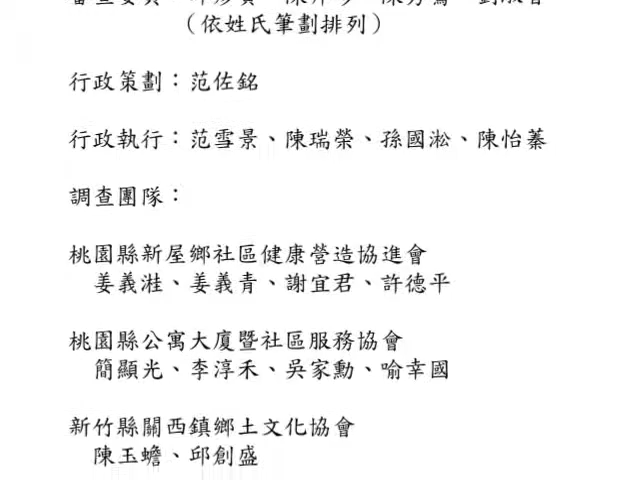 （依姓氏筆劃排列）
行政策劃：范佐銘
行政執行：范雪景、陳瑞榮、孫國淞、陳怡蓁
調查團隊：
桃園縣新屋鄉社區健康營造協進會
姜義溎、姜義青、謝宜君、許德平
桃園縣公寓大廈暨社區服務協會
簡顯光、李淳禾、吳家勳、喻幸國
新竹縣關西鎮鄉土文化協會
陳玉蟾、邱創盛